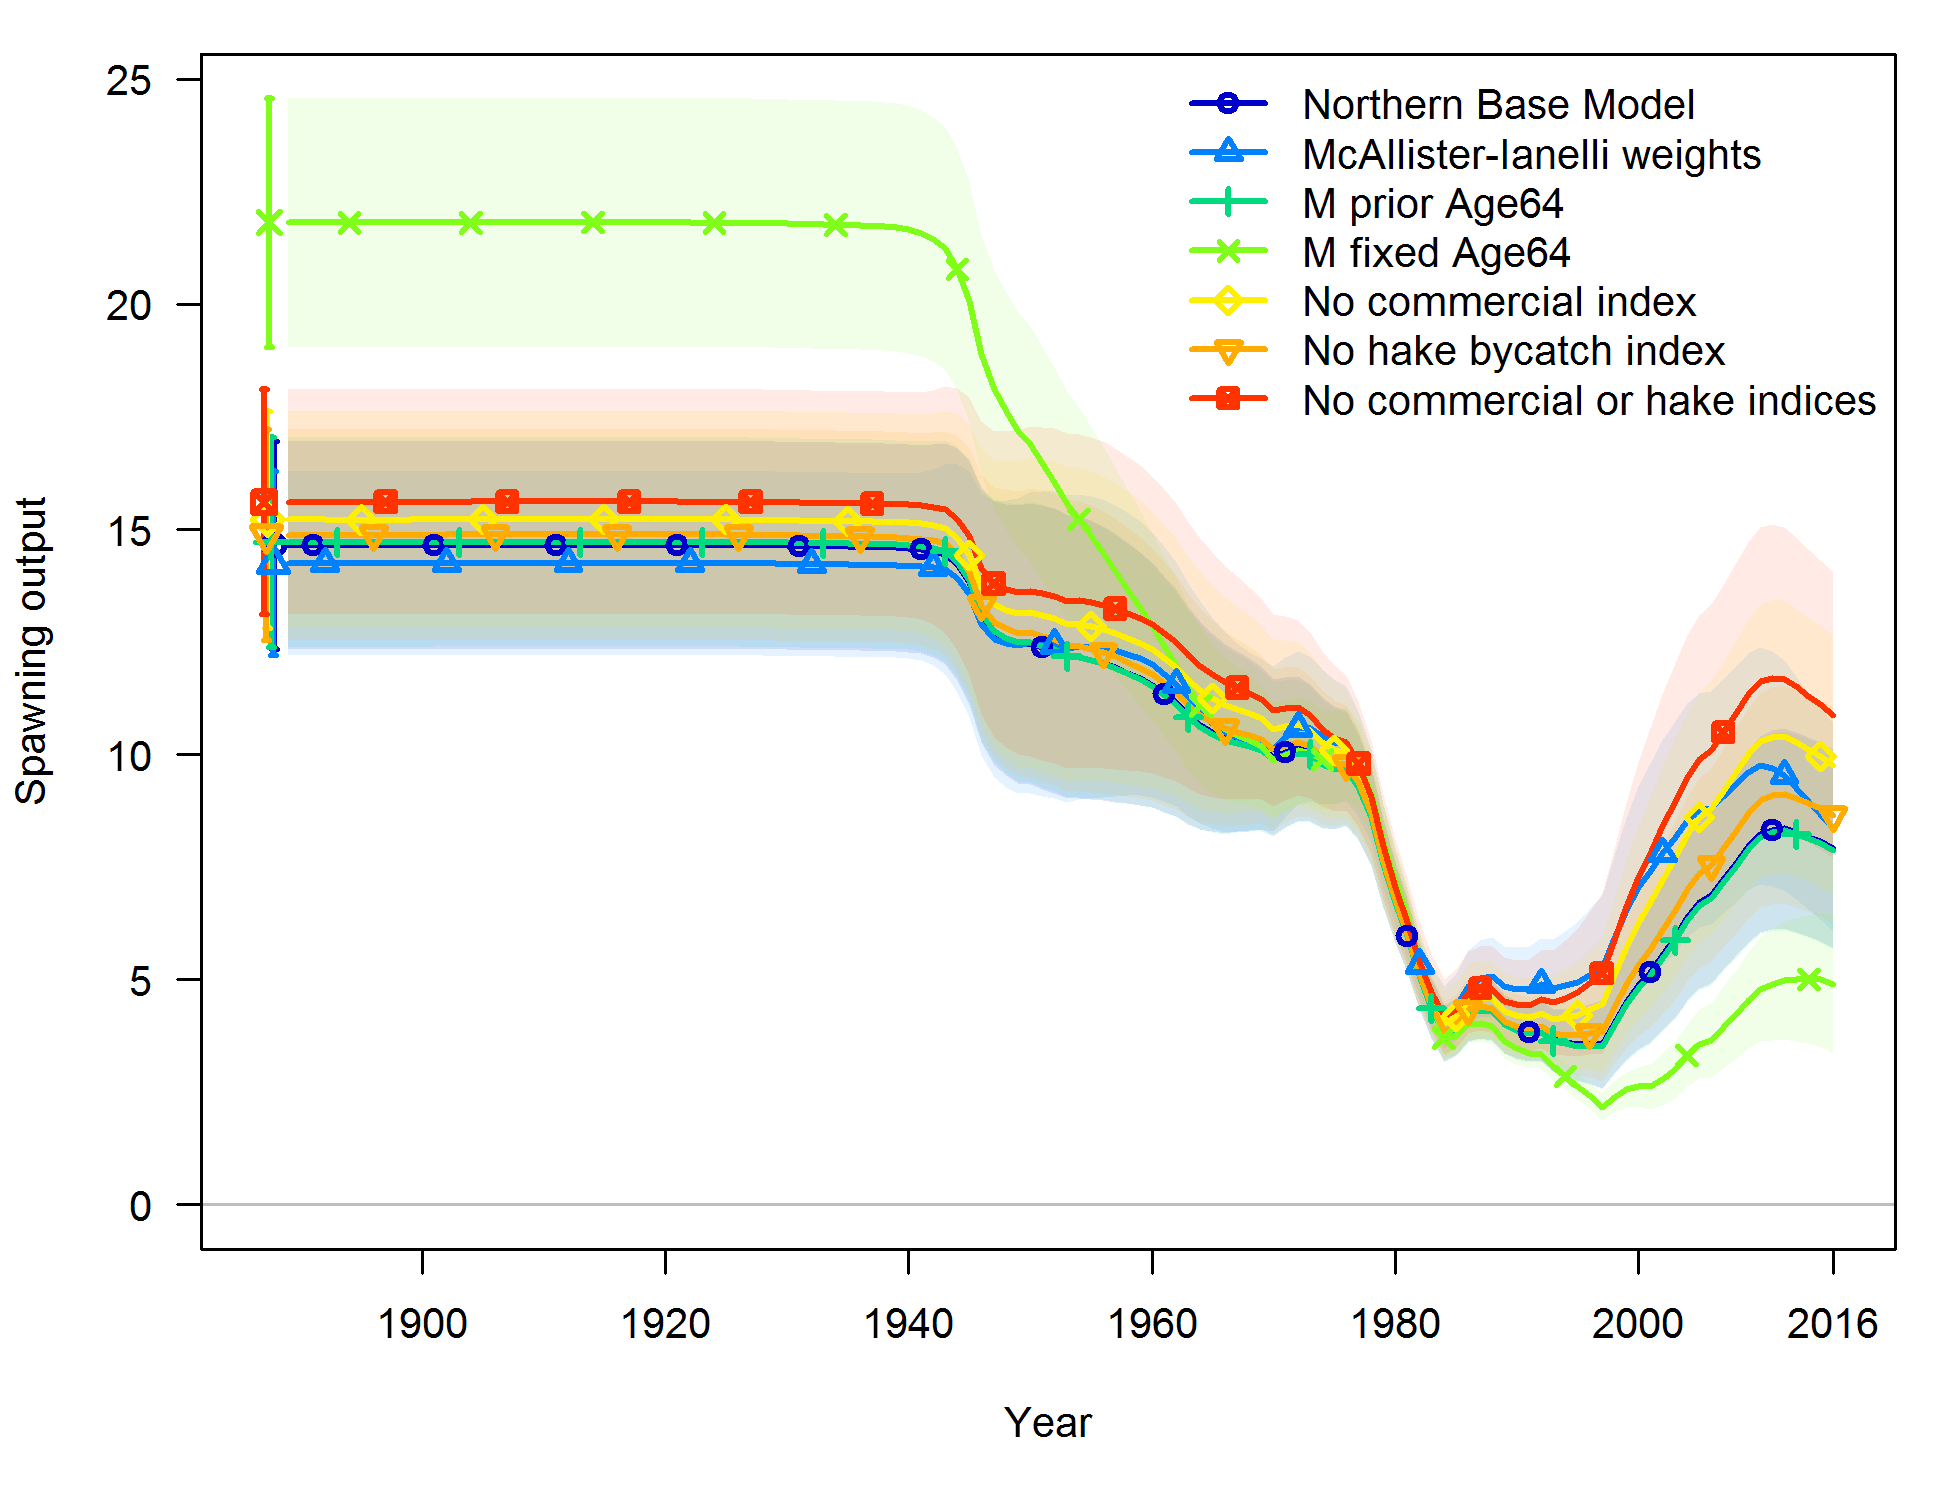 25
20
15
10
5
0
Spawning output
Northern Base Model
McAllister-Ianelli weights
M prior Age64
M fixed Age64
No commercial index
No hake bycatch index
No commercial or hake indices
1900 1920 1940 1960 1980 2000 2016
Year